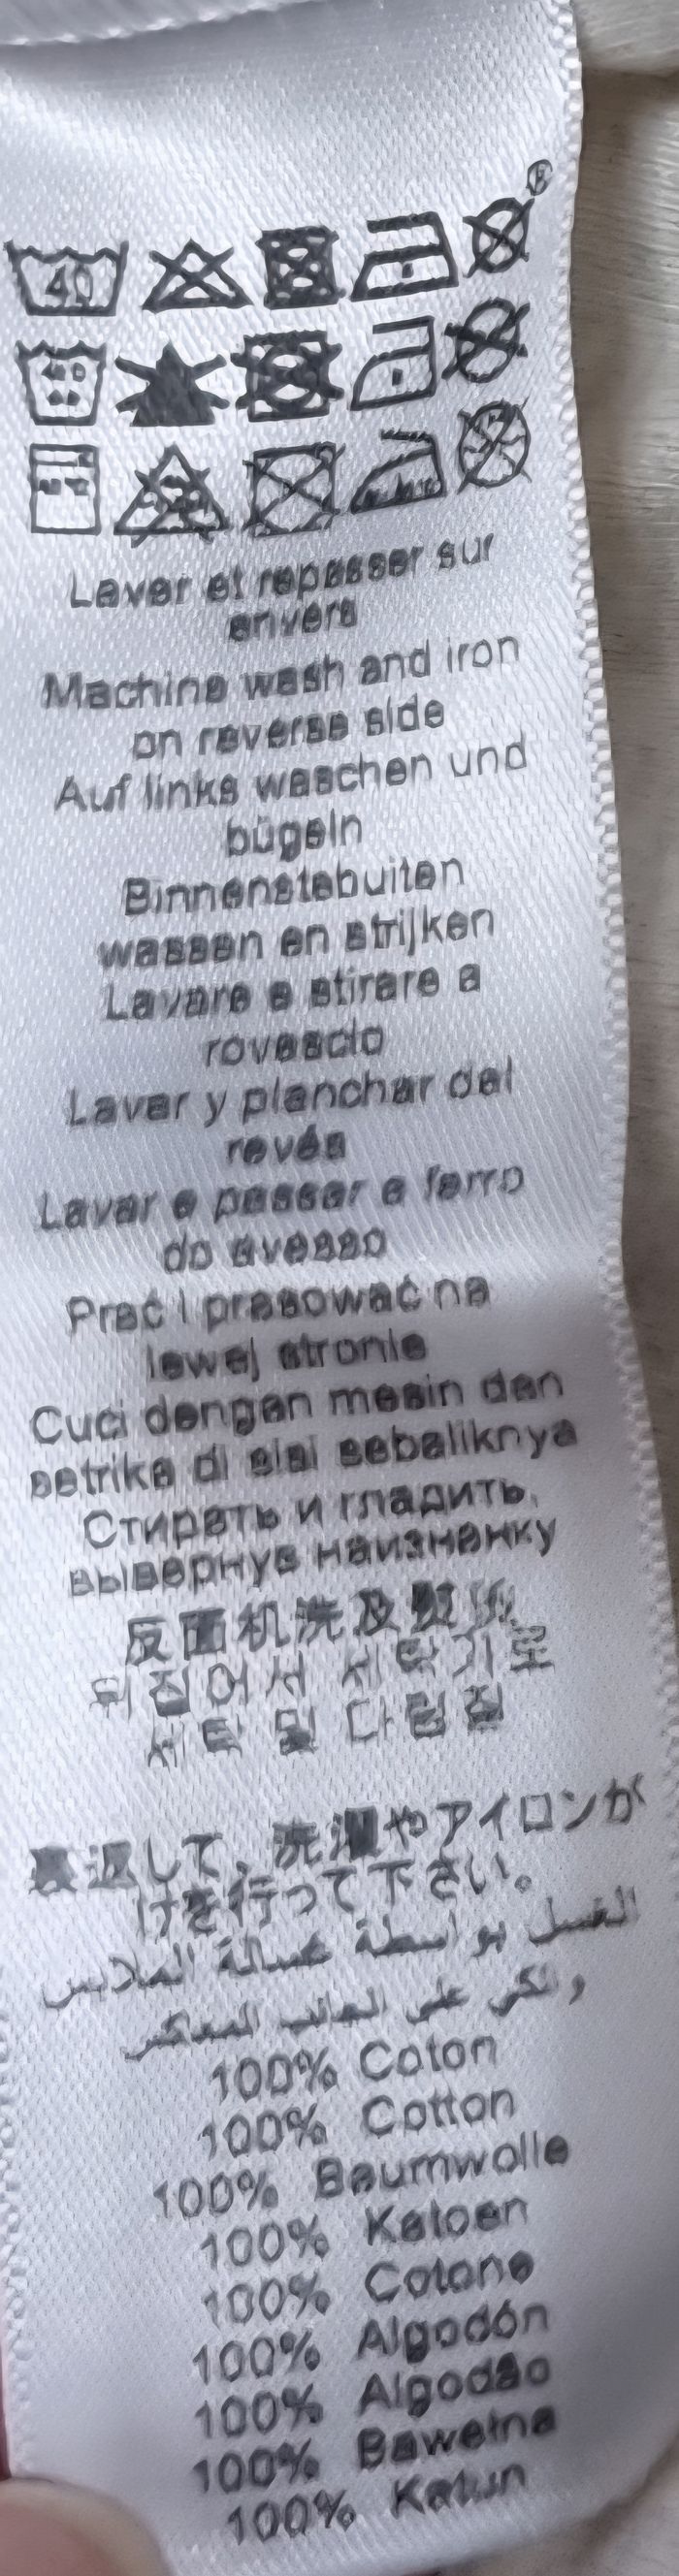 ®
40
40
Laver et repasser sur
envers
Machine wash and iron
on reverse side
Auf links waschen und
bügeln
Binnenstebuiten
wassen en strijken
Lavare e stirare a
rovescio
Lavar y planchar del
revés
Lavar e passar a ferro
do avesso
Prać i prasować na
lewej stronie
Cuci dengan mesin dan
setrika di sisi sebaliknya
Стирать и гладить,
вывернув наизнанку
反面机洗及
뒤집어서 세탁기로
세탁 및 다림질
裏返して、洗濯やアイロンが
けを行って下さい。
الغسل بواسطة غسالة الملابس
والكي على الجانب المعاكس
100% Coton
100% Cotton
100% Baumwolle
100% Katoen
100% Cotone
100% Algodón
100% Algodão
100% Bawełna
100% Katun